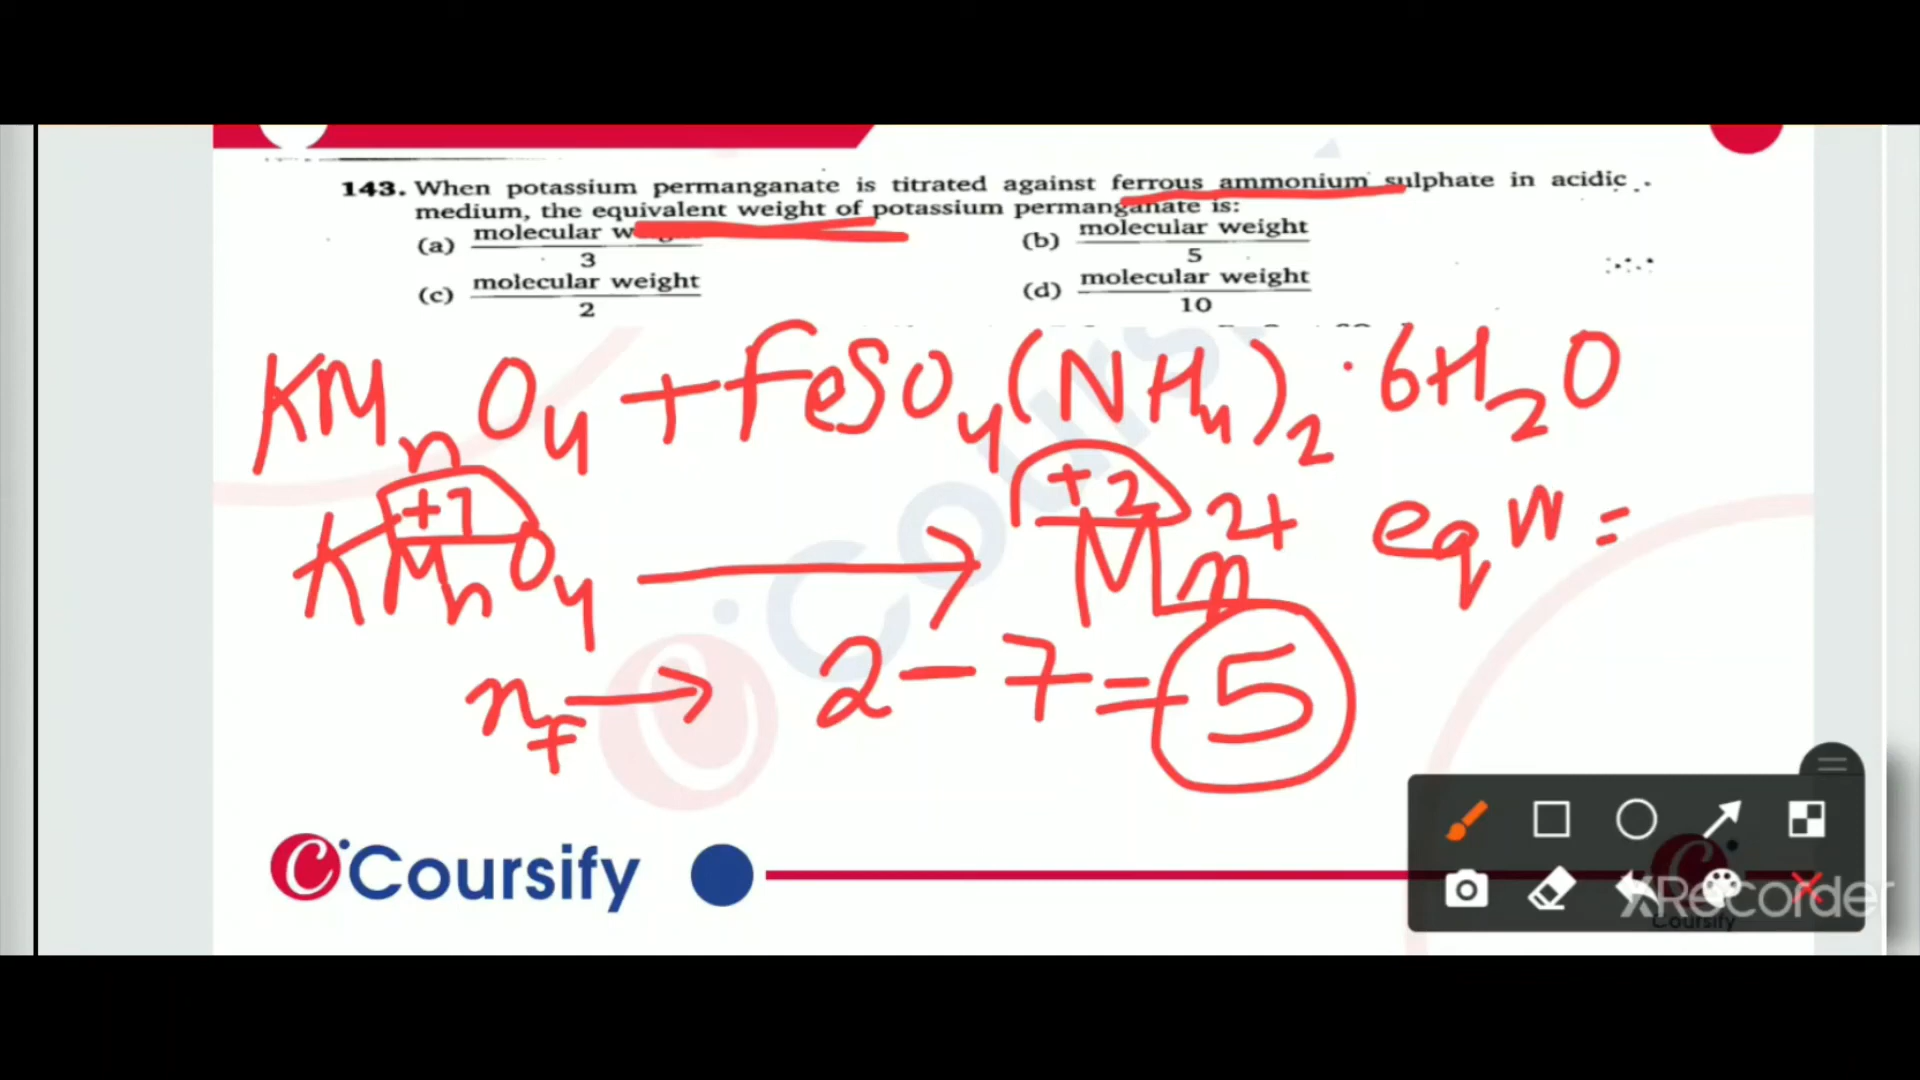 143. When potassium permanganate is titrated against ferrous ammonium sulphate in acidic
medium, the equivalent weight of potassium permanganate is:
(a) molecular w
3
(b) molecular weight
5
(c) molecular weight
2
(d) molecular weight
10
KMnO4 + FeSO4(NH4)2 · 6H2O
+7
+2
KMnO4 → Mn2+ eq W =
nF → 2 - 7 = 5
Coursify
XRecorder
Coursify